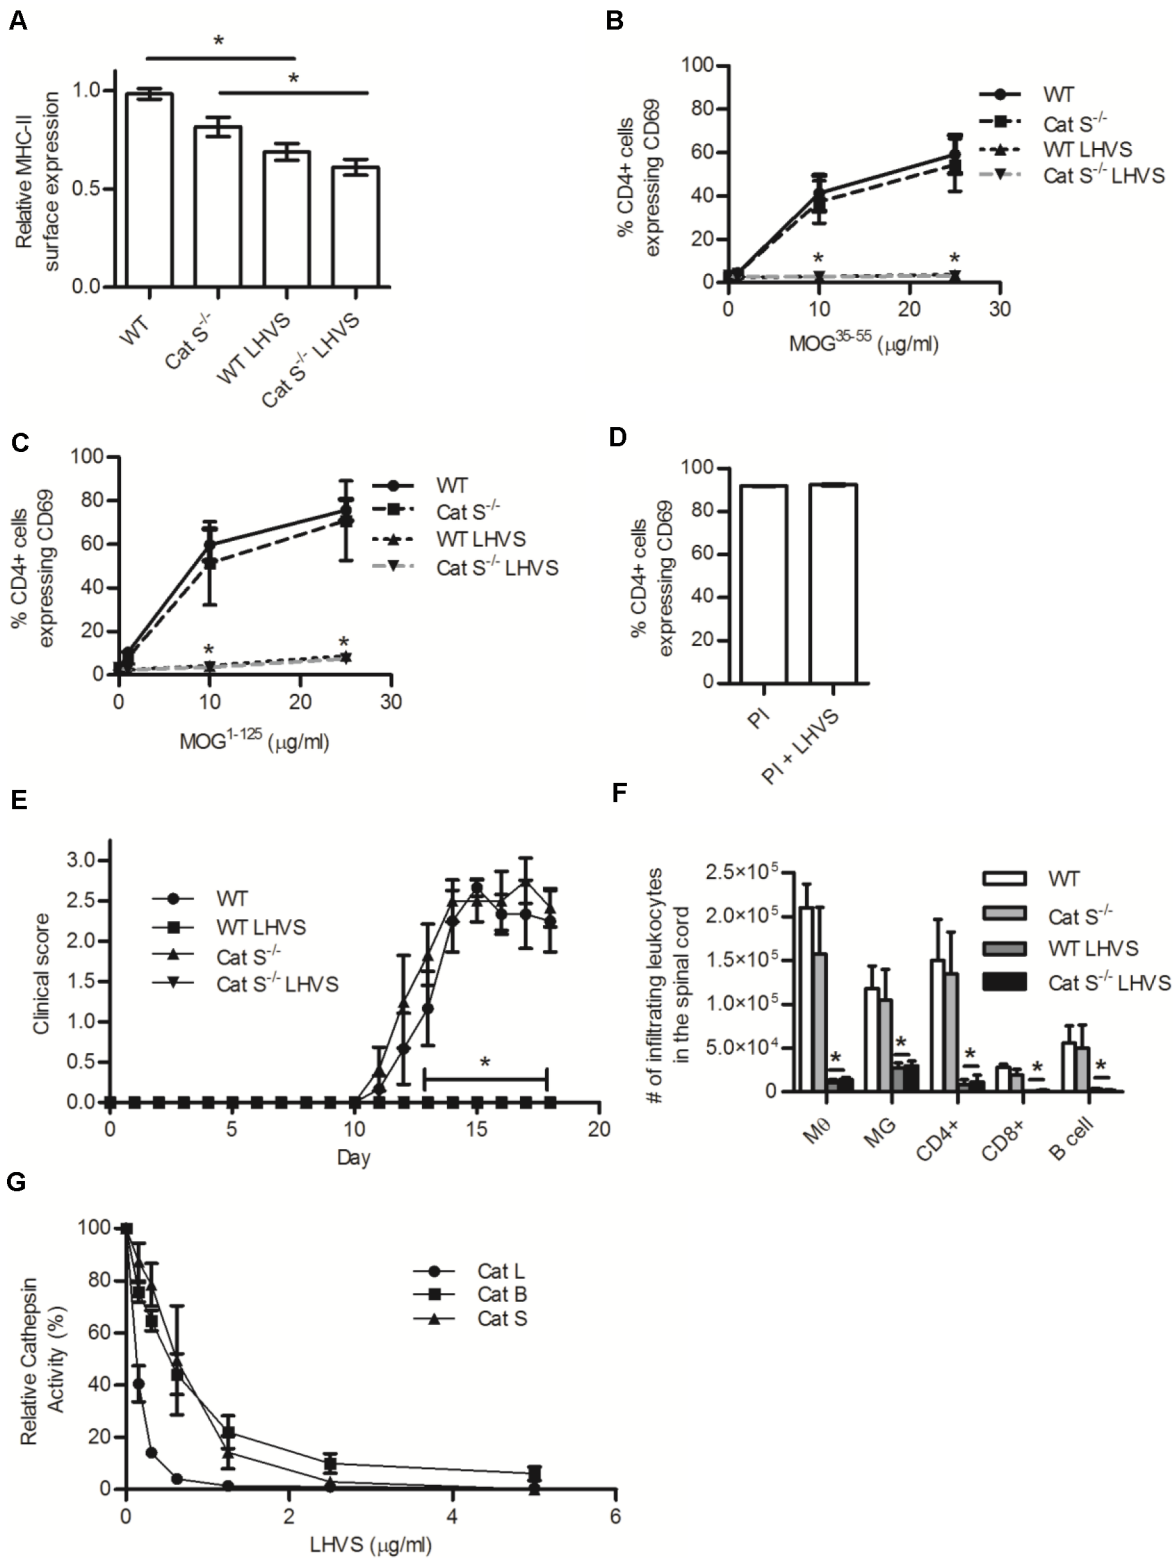 A
*
*
Relative MHC-II
surface expression
1.0
0.5
0.0
WT
Cat S-/-
WT LHVS
Cat S-/- LHVS
B
% CD4+ cells
expressing CD69
100
80
60
40
20
0
* *
0 10 20 30
MOG35-55 (μg/ml)
WT
Cat S-/-
WT LHVS
Cat S-/- LHVS
C
% CD4+ cells
expressing CD69
100
80
60
40
20
0
* *
0 10 20 30
MOG1-125 (μg/ml)
WT
Cat S-/-
WT LHVS
Cat S-/- LHVS
D
% CD4+ cells
expressing CD69
100
80
60
40
20
0
PI
PI + LHVS
E
Clinical score
3.0
2.5
2.0
1.5
1.0
0.5
0.0
WT
WT LHVS
Cat S-/-
Cat S-/- LHVS
*
0 5 10 15 20
Day
F
# of infiltrating leukocytes
in the spinal cord
2.5×10⁵
2.0×10⁵
1.5×10⁵
1.0×10⁵
5.0×10⁴
0
WT
Cat S-/-
WT LHVS
Cat S-/- LHVS
* * * * *
Mθ
MG
CD4+
CD8+
B cell
G
Relative Cathepsin
Activity (%)
100
80
60
40
20
0
Cat L
Cat B
Cat S
0 2 4 6
LHVS (μg/ml)